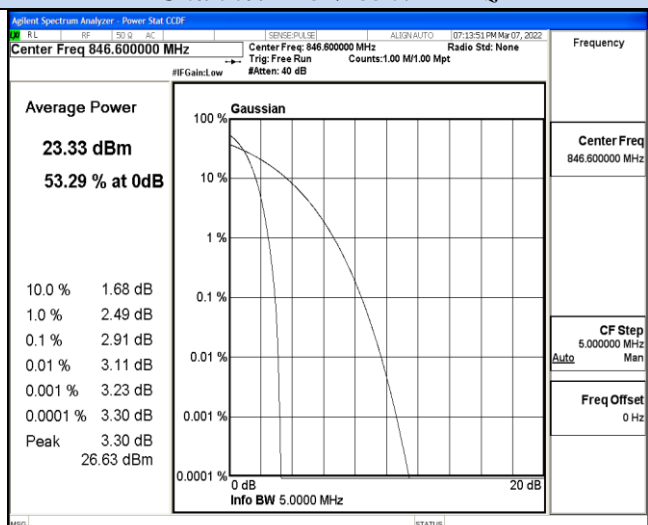 Agilent Spectrum Analyzer - Power Stat CCDF
RL RF 50 Ω AC SENSE:PULSE ALIGN AUTO 07:13:51 PM Mar 07, 2022
Center Freq 846.600000 MHz
Center Freq: 846.600000 MHz Radio Std: None
Trig: Free Run Counts:1.00 M/1.00 Mpt
#IFGain:Low #Atten: 40 dB
Frequency
Average Power
23.33 dBm
53.29 % at 0dB
10.0 % 1.68 dB
1.0 % 2.49 dB
0.1 % 2.91 dB
0.01 % 3.11 dB
0.001 % 3.23 dB
0.0001 % 3.30 dB
Peak 3.30 dB
26.63 dBm
Gaussian
100 %
10 %
1 %
0.1 %
0.01 %
0.001 %
0.0001 %
0 dB 20 dB
Info BW 5.0000 MHz
Center Freq
846.600000 MHz
CF Step
5.000000 MHz
Auto Man
Freq Offset
0 Hz
MSG STATUS